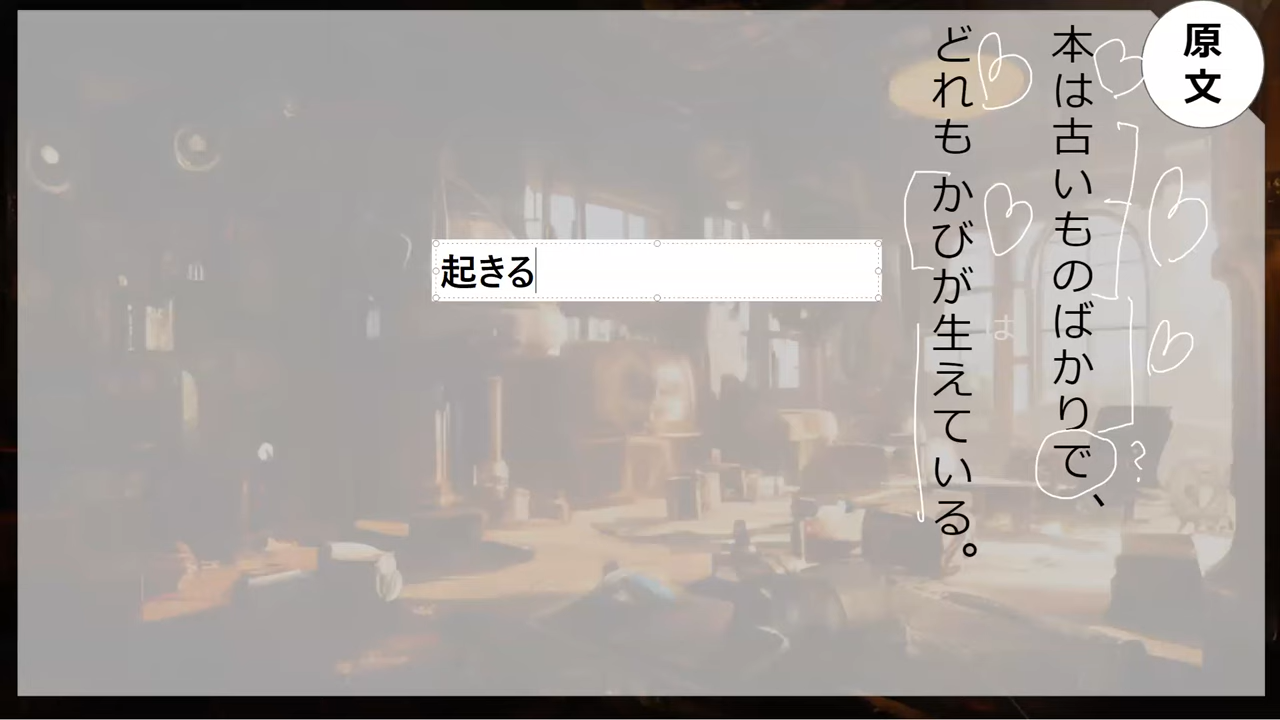 原文
本は古いものばかりで、
どれも かびが生えている。
は
起きる
?